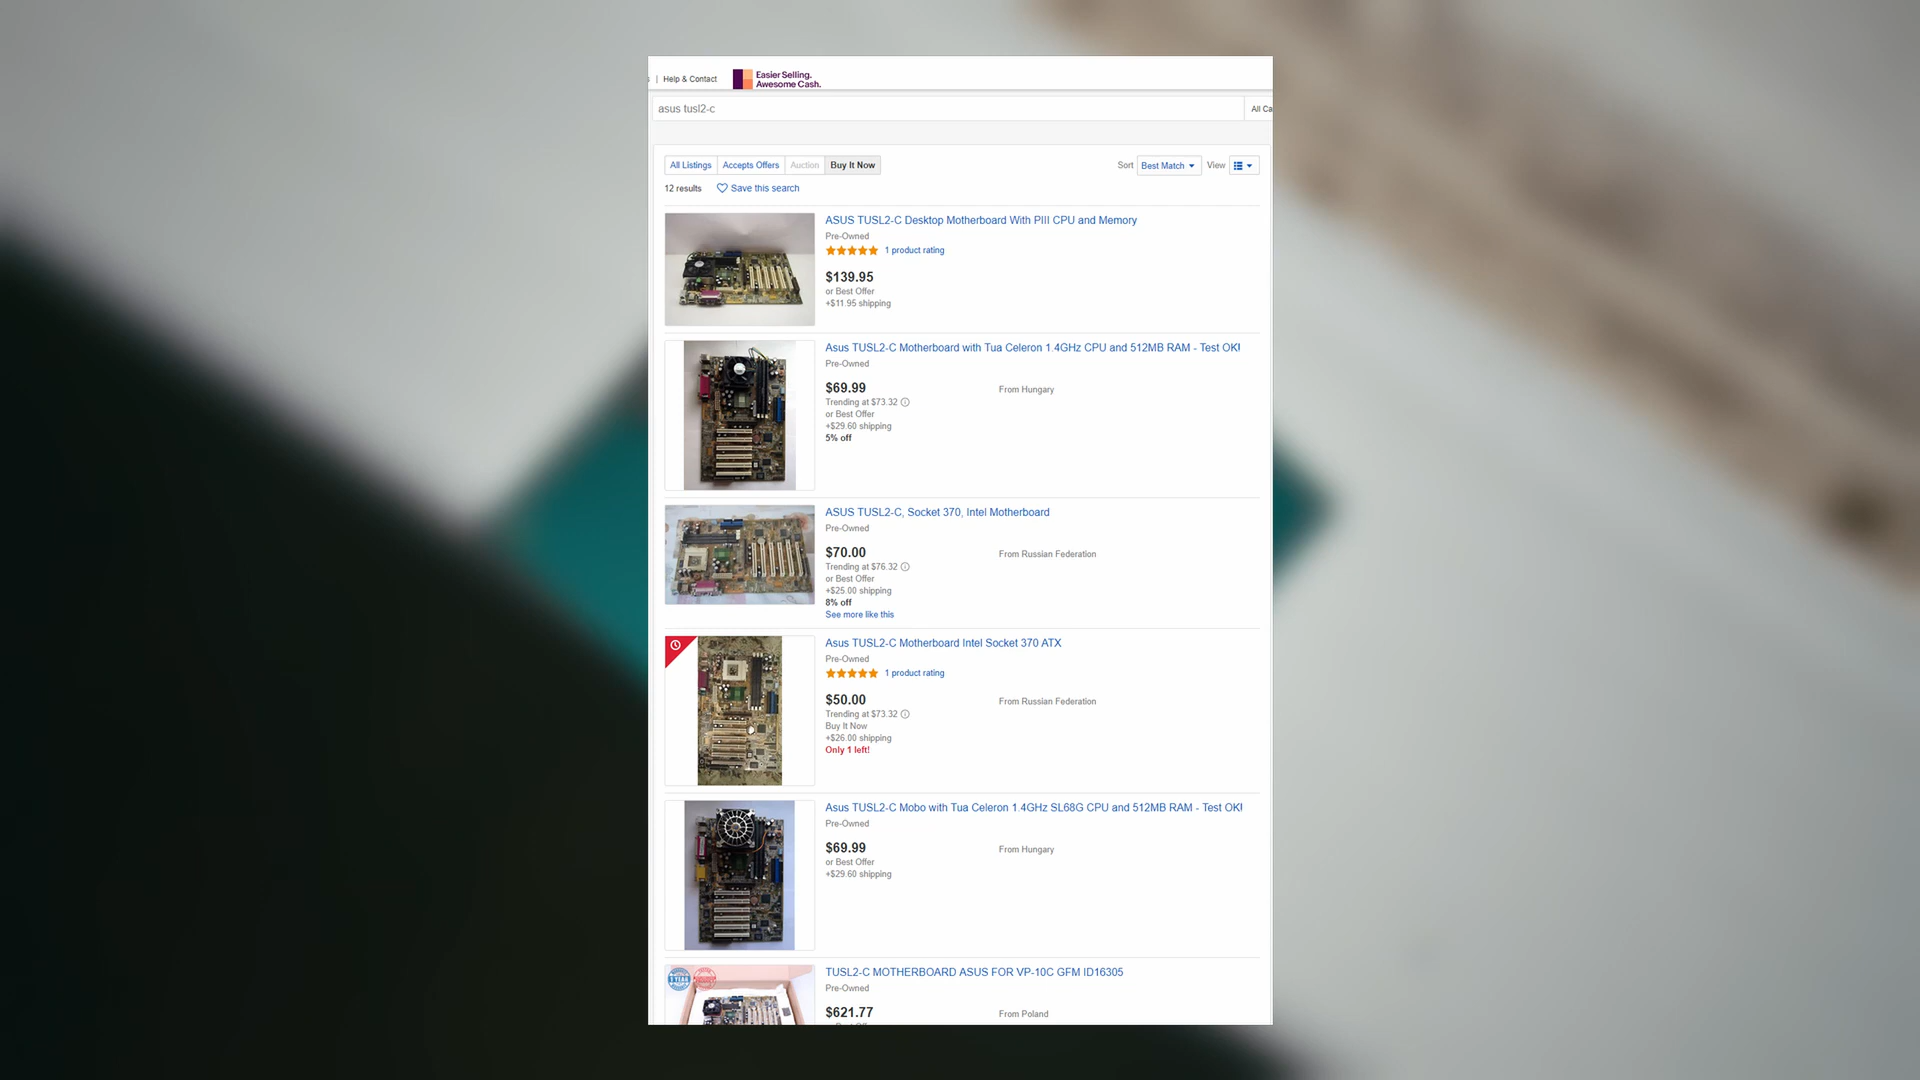 | Help & Contact
Easier Selling.
Awesome Cash.
asus tusl2-c
All Ca
All Listings Accepts Offers Auction Buy It Now Sort Best Match View
12 results Save this search
ASUS TUSL2-C Desktop Motherboard With PIII CPU and Memory
Pre-Owned
1 product rating
$139.95
or Best Offer
+$11.95 shipping
Asus TUSL2-C Motherboard with Tua Celeron 1.4GHz CPU and 512MB RAM - Test OK!
Pre-Owned
$69.99 From Hungary
Trending at $73.32
or Best Offer
+$29.60 shipping
5% off
ASUS TUSL2-C, Socket 370, Intel Motherboard
Pre-Owned
$70.00 From Russian Federation
Trending at $76.32
or Best Offer
+$25.00 shipping
8% off
See more like this
Asus TUSL2-C Motherboard Intel Socket 370 ATX
Pre-Owned
1 product rating
$50.00 From Russian Federation
Trending at $73.32
Buy It Now
+$26.00 shipping
Only 1 left!
Asus TUSL2-C Mobo with Tua Celeron 1.4GHz SL68G CPU and 512MB RAM - Test OK!
Pre-Owned
$69.99 From Hungary
or Best Offer
+$29.60 shipping
TUSL2-C MOTHERBOARD ASUS FOR VP-10C GFM ID16305
Pre-Owned
$621.77 From Poland